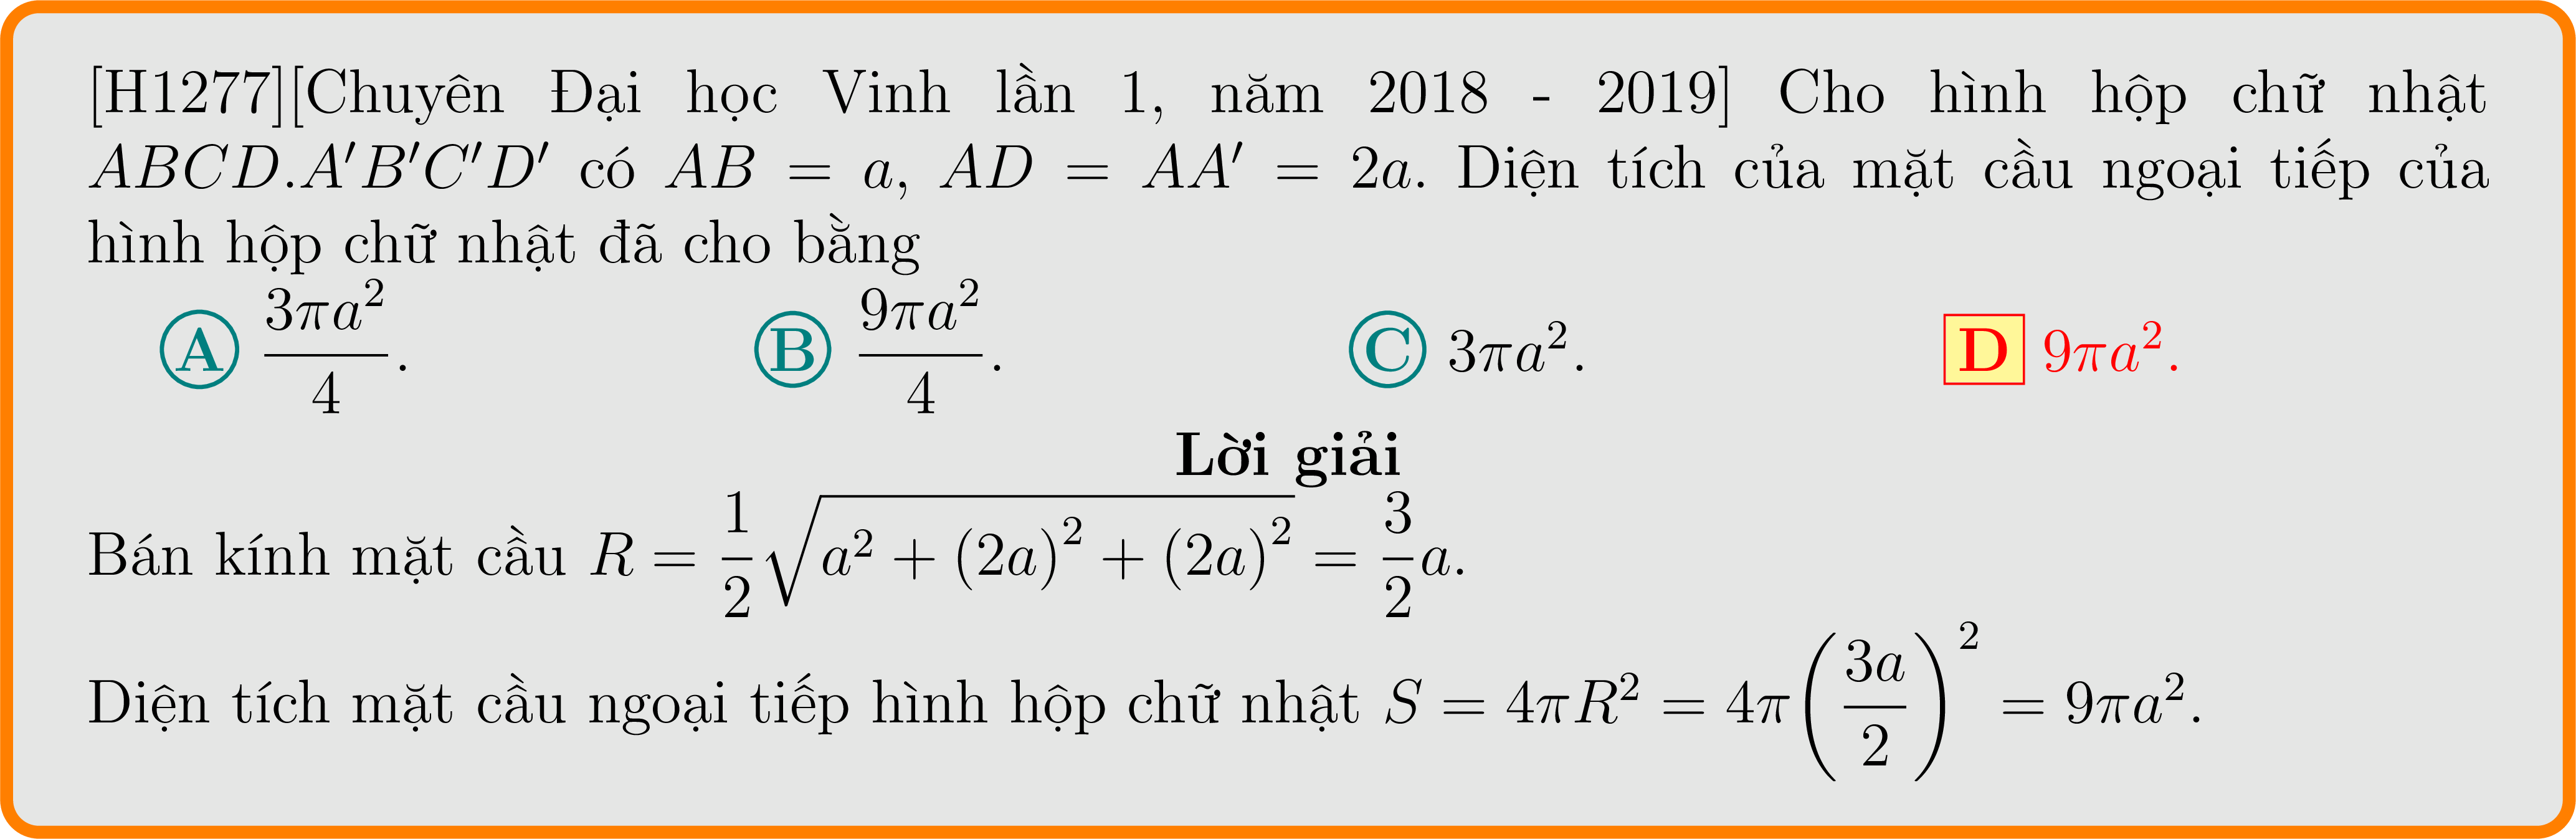 [H1277][Chuyên Đại học Vinh lần 1, năm 2018 - 2019] Cho hình hộp chữ nhật
ABCD.A′B′C′D′ có AB = a, AD = AA′ = 2a. Diện tích của mặt cầu ngoại tiếp của
hình hộp chữ nhật đã cho bằng
A $\frac{3\pi a^2}{4}$. B $\frac{9\pi a^2}{4}$. C $3\pi a^2$. D $9\pi a^2$.
Lời giải
Bán kính mặt cầu $R = \frac{1}{2}\sqrt{a^2 + (2a)^2 + (2a)^2} = \frac{3}{2}a$.
Diện tích mặt cầu ngoại tiếp hình hộp chữ nhật $S = 4\pi R^2 = 4\pi\left(\frac{3a}{2}\right)^2 = 9\pi a^2$.